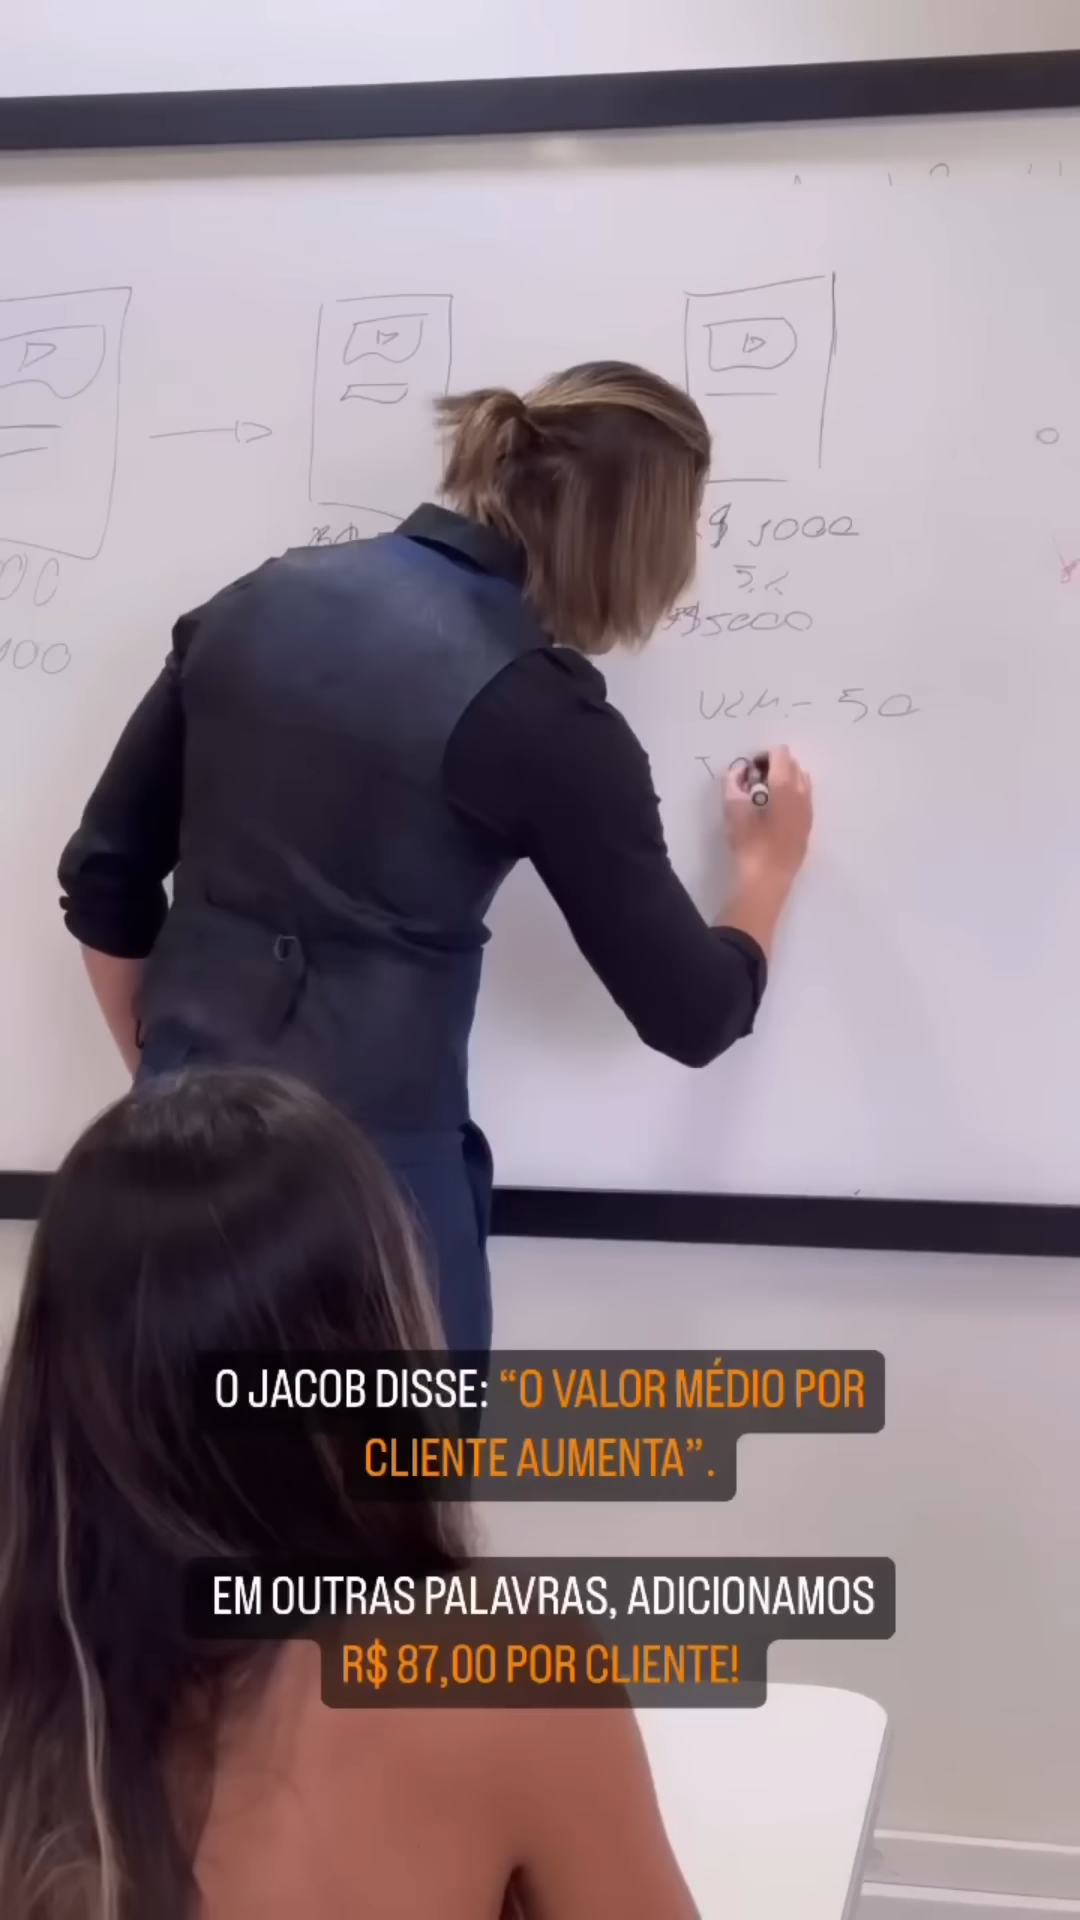 $ 1000
5%
R$5000
50
O JACOB DISSE: “O VALOR MÉDIO POR
CLIENTE AUMENTA”.
EM OUTRAS PALAVRAS, ADICIONAMOS
R$ 87,00 POR CLIENTE!